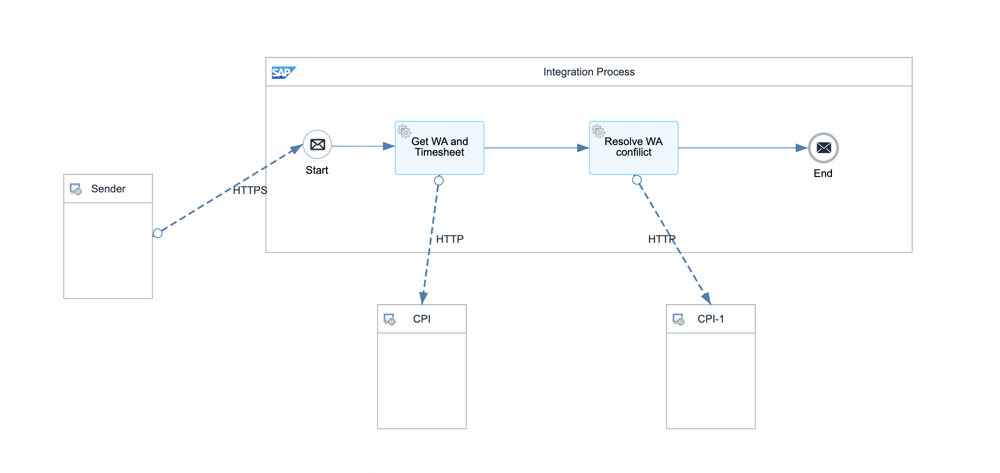 SAP
Integration Process
Get WA and
Timesheet
Resolve WA
confilict
Start
End
Sender
HTTPS
HTTP
HTTP
CPI
CPI-1